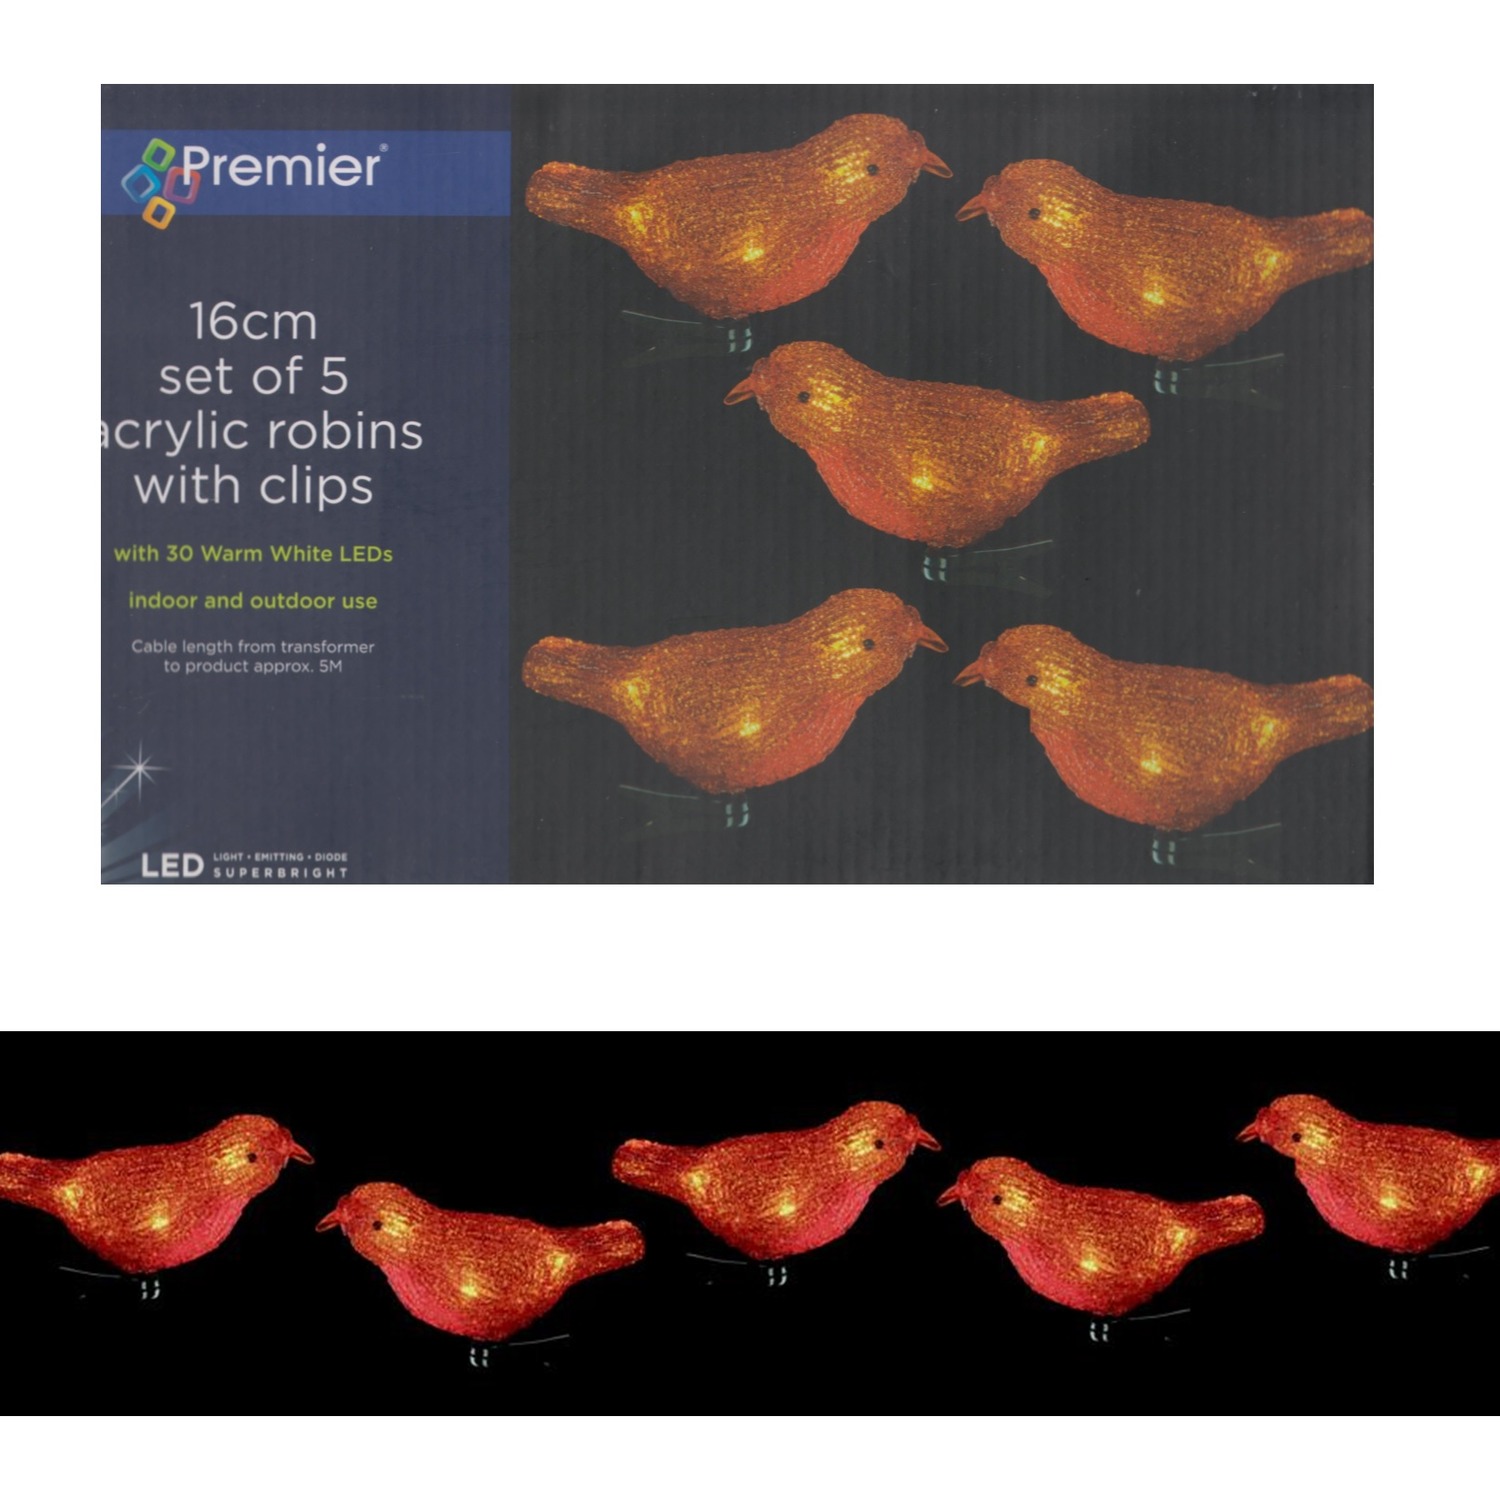 Premier®
16cm
set of 5
acrylic robins
with clips
with 30 Warm White LEDs
indoor and outdoor use
Cable length from transformer
to product approx. 5M
LED LIGHT • EMITTING • DIODE
SUPERBRIGHT